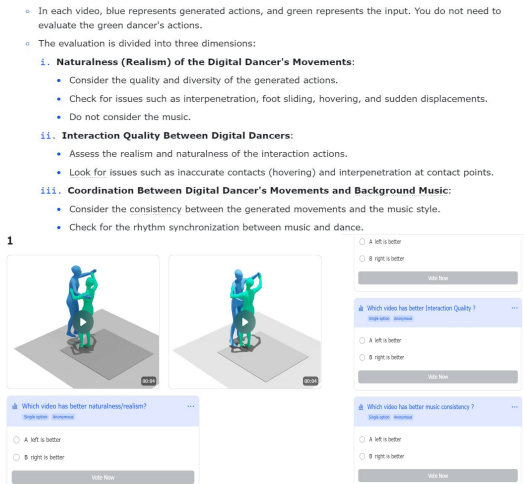 In each video, blue represents generated actions, and green represents the input. You do not need to
evaluate the green dancer's actions.
The evaluation is divided into three dimensions:
i. Naturalness (Realism) of the Digital Dancer's Movements:
Consider the quality and diversity of the generated actions.
Check for issues such as interpenetration, foot sliding, hovering, and sudden displacements.
Do not consider the music.
ii. Interaction Quality Between Digital Dancers:
Assess the realism and naturalness of the interaction actions.
Look for issues such as inaccurate contacts (hovering) and interpenetration at contact points.
iii. Coordination Between Digital Dancer's Movements and Background Music:
Consider the consistency between the generated movements and the music style.
Check for the rhythm synchronization between music and dance.
1
00:04
00:04
Which video has better naturalness/realism?
Single option Anonymous
A left is better
B right is better
Vote Now
A left is better
B right is better
Vote Now
Which video has better Interaction Quality ?
Single option Anonymous
A left is better
B right is better
Vote Now
Which video has better music consistency ?
Single option Anonymous
A left is better
B right is better
Vote Now